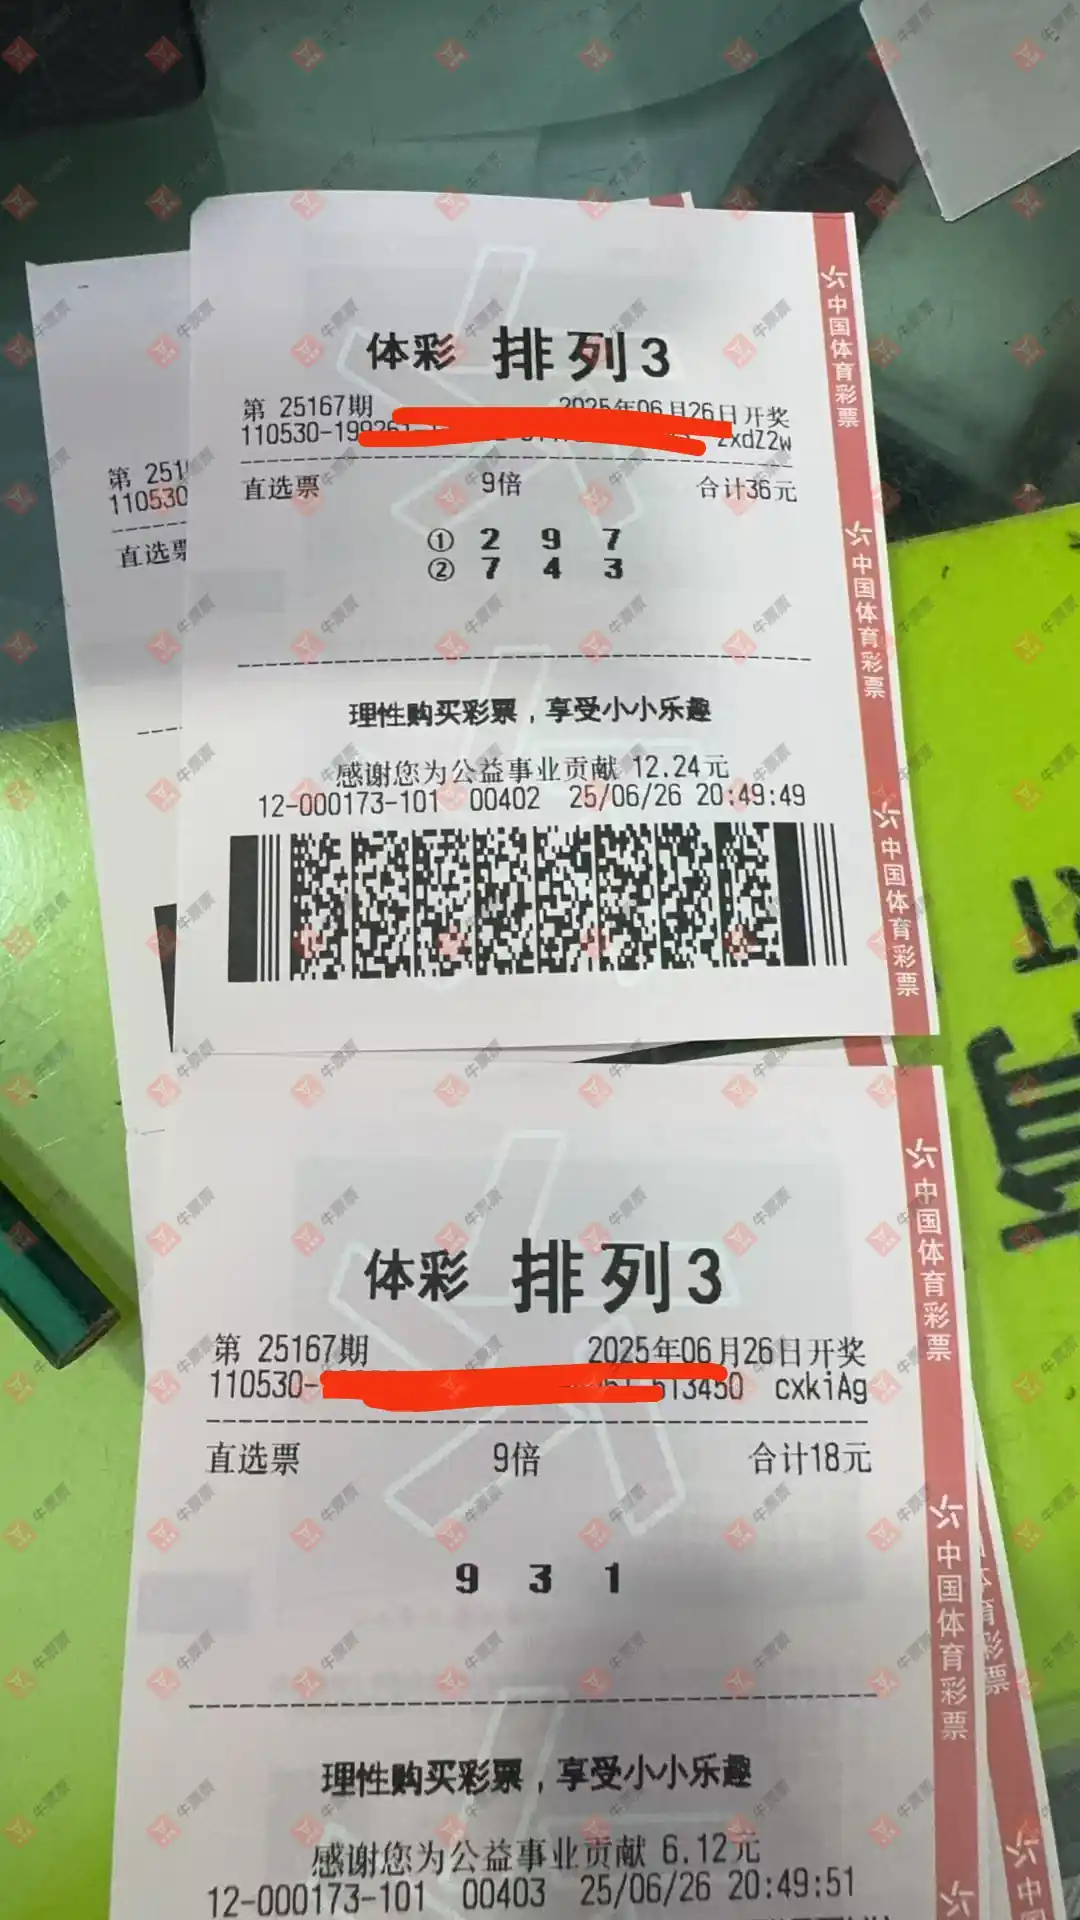 体彩 排列3
第 25167期 2025年06月26日开奖
110530-199261 zxdZ2w
直选票 9倍 合计36元
① 2 9 7
② 7 4 3
理性购买彩票，享受小小乐趣
感谢您为公益事业贡献 12.24元
12-000173-101 00402 25/06/26 20:49:49
中国体育彩票
中国体育彩票
中国体育彩票
第 251
110530
直选票
体彩 排列3
第 25167期 2025年06月26日开奖
110530- 513450 cxkiAg
直选票 9倍 合计18元
9 3 1
理性购买彩票，享受小小乐趣
感谢您为公益事业贡献 6.12元
12-000173-101 00403 25/06/26 20:49:51
中国体育彩票
中国体育彩票
体育彩票
中国
牛票票